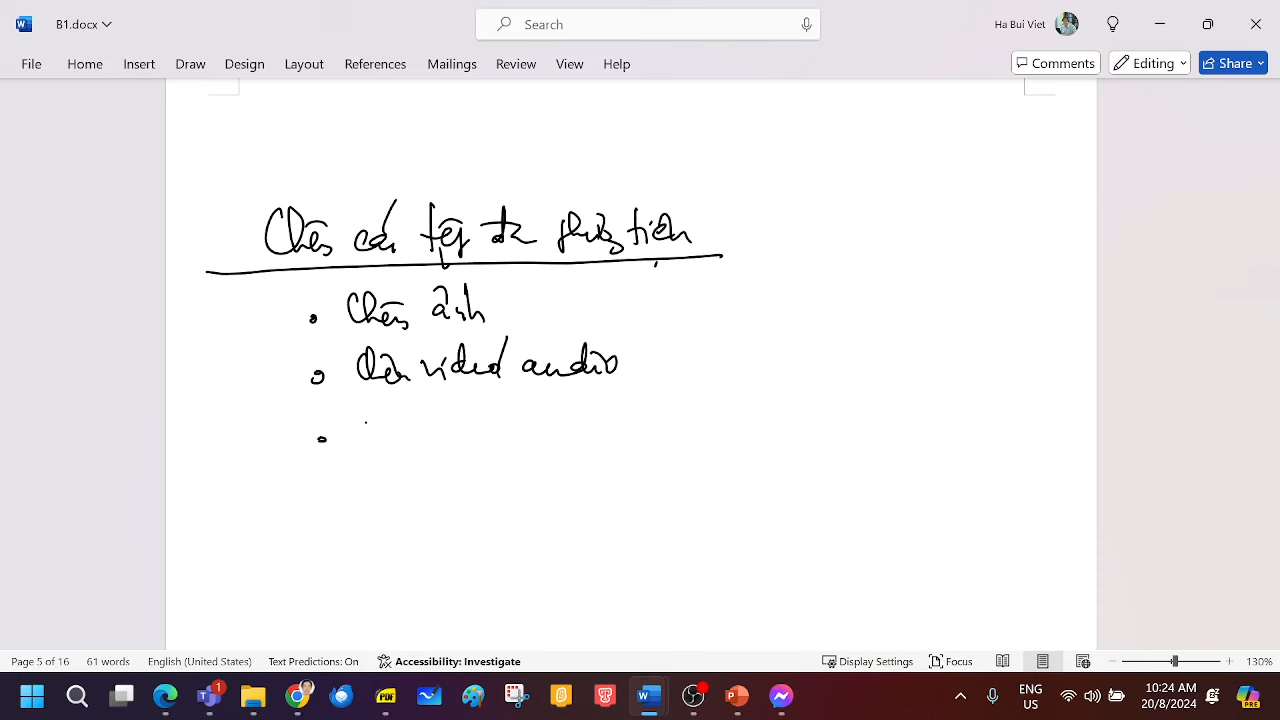 B1.docx
Search
Ha Bui Viet
File Home Insert Draw Design Layout References Mailings Review View Help
Comments Editing Share
Chèn các tệp đa phương tiện
Chèn ảnh
Chèn video/audio
Page 5 of 16 61 words English (United States) Text Predictions: On Accessibility: Investigate Display Settings Focus 130%
1 PDF ENG US 10:24 AM 20/8/2024 PRE